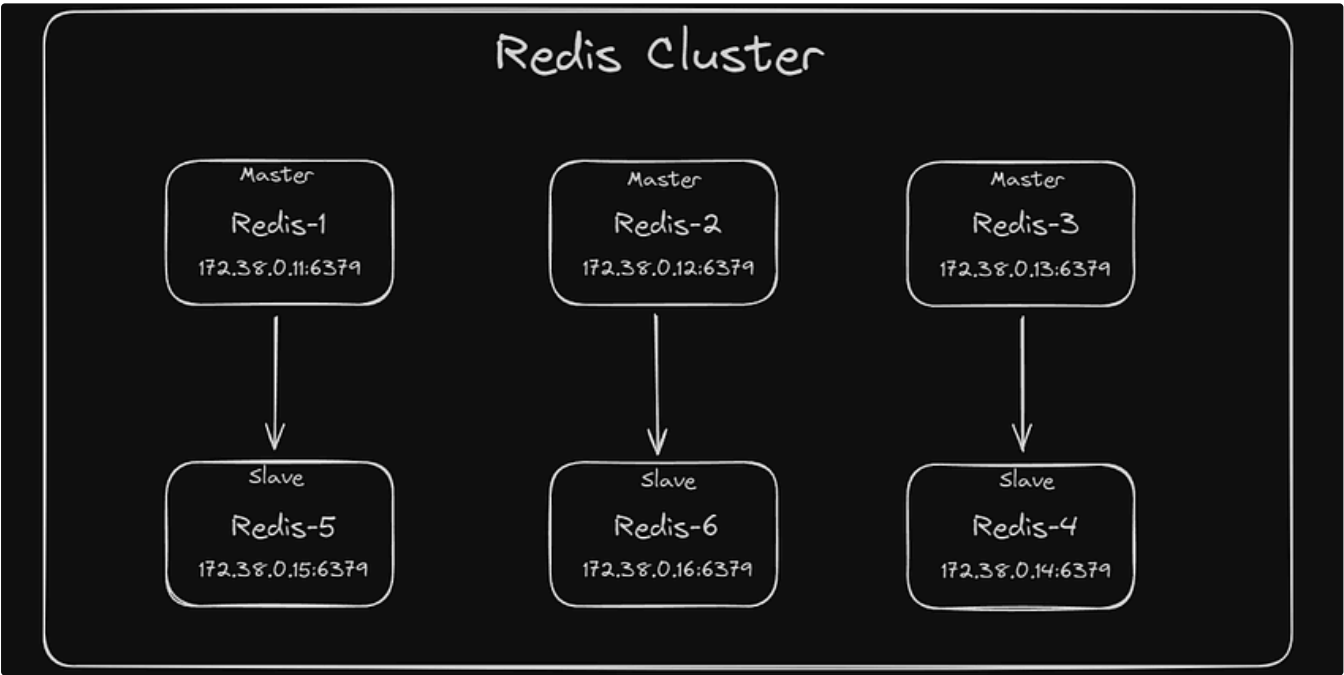 Redis Cluster
Master
Redis-1
172.38.0.11:6379
Master
Redis-2
172.38.0.12:6379
Master
Redis-3
172.38.0.13:6379
Slave
Redis-5
172.38.0.15:6379
Slave
Redis-6
172.38.0.16:6379
Slave
Redis-4
172.38.0.14:6379